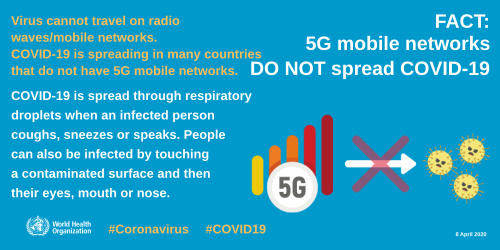 Virus cannot travel on radio
waves/mobile networks.
COVID-19 is spreading in many countries
that do not have 5G mobile networks.
FACT:
5G mobile networks
DO NOT spread COVID-19
COVID-19 is spread through respiratory
droplets when an infected person
coughs, sneezes or speaks. People
can also be infected by touching
a contaminated surface and then
their eyes, mouth or nose.
5G
World Health
Organization
#Coronavirus #COVID19
8 April 2020